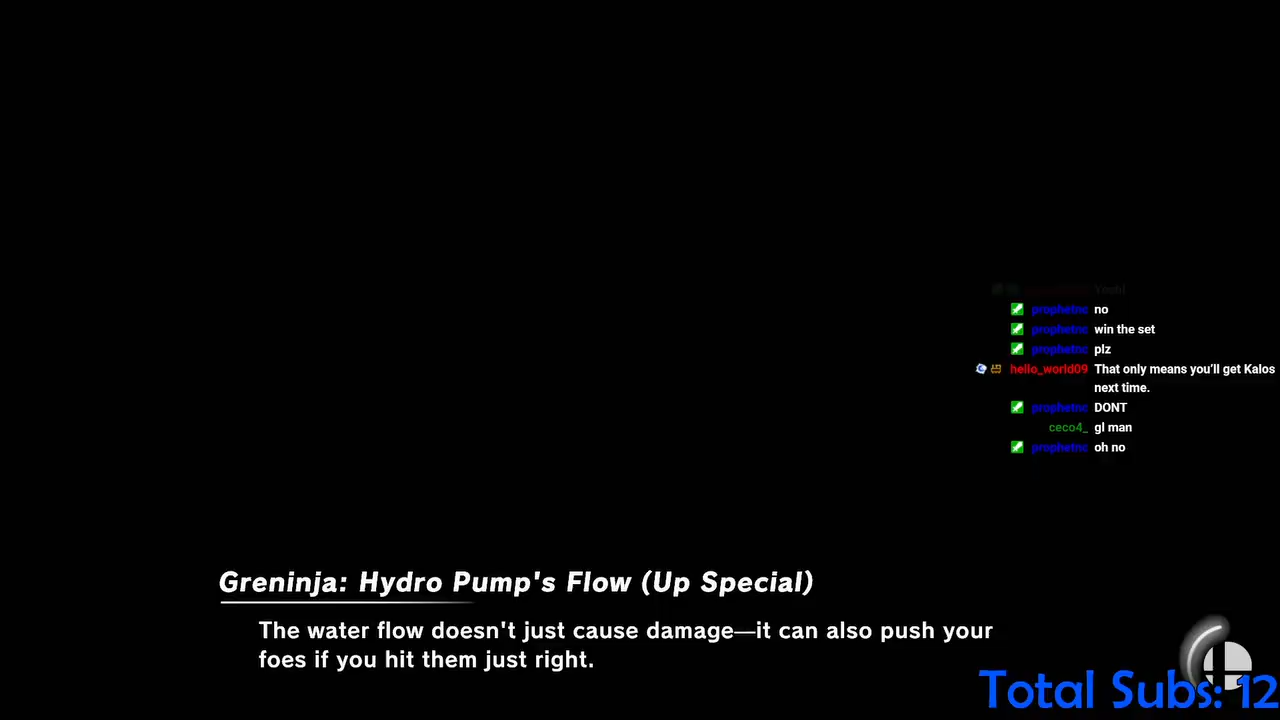 prophetnc no
prophetnc win the set
prophetnc plz
hello_world09 That only means you'll get Kalos
next time.
prophetnc DONT
ceco4_ gl man
prophetnc oh no
Greninja: Hydro Pump's Flow (Up Special)
The water flow doesn't just cause damage—it can also push your
foes if you hit them just right.
Total Subs: 12